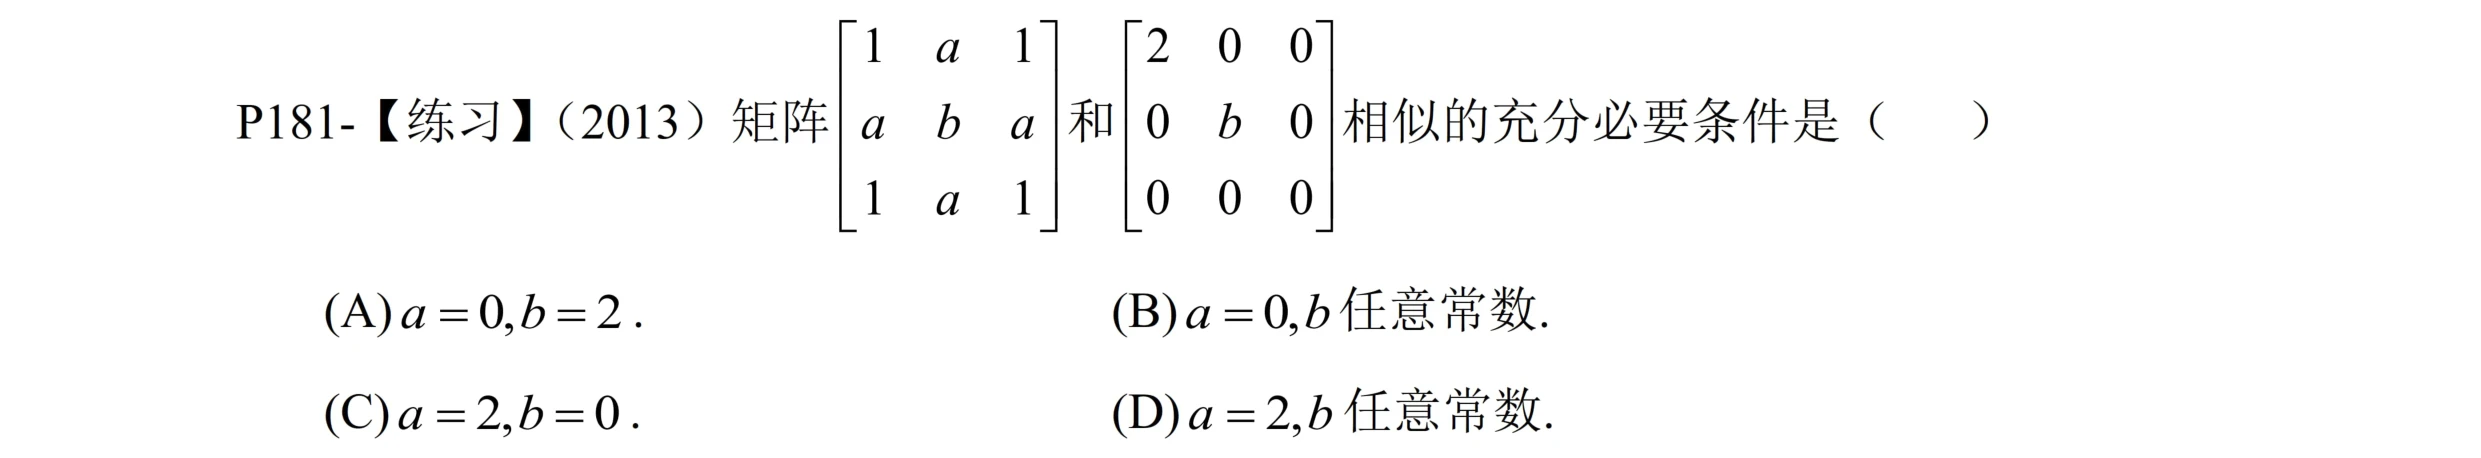 P181-【练习】（2013）矩阵 $\begin{bmatrix} 1 & a & 1 \\ a & b & a \\ 1 & a & 1 \end{bmatrix}$ 和 $\begin{bmatrix} 2 & 0 & 0 \\ 0 & b & 0 \\ 0 & 0 & 0 \end{bmatrix}$ 相似的充分必要条件是（ ）
(A) a = 0, b = 2 . (B) a = 0, b 任意常数.
(C) a = 2, b = 0 . (D) a = 2, b 任意常数.